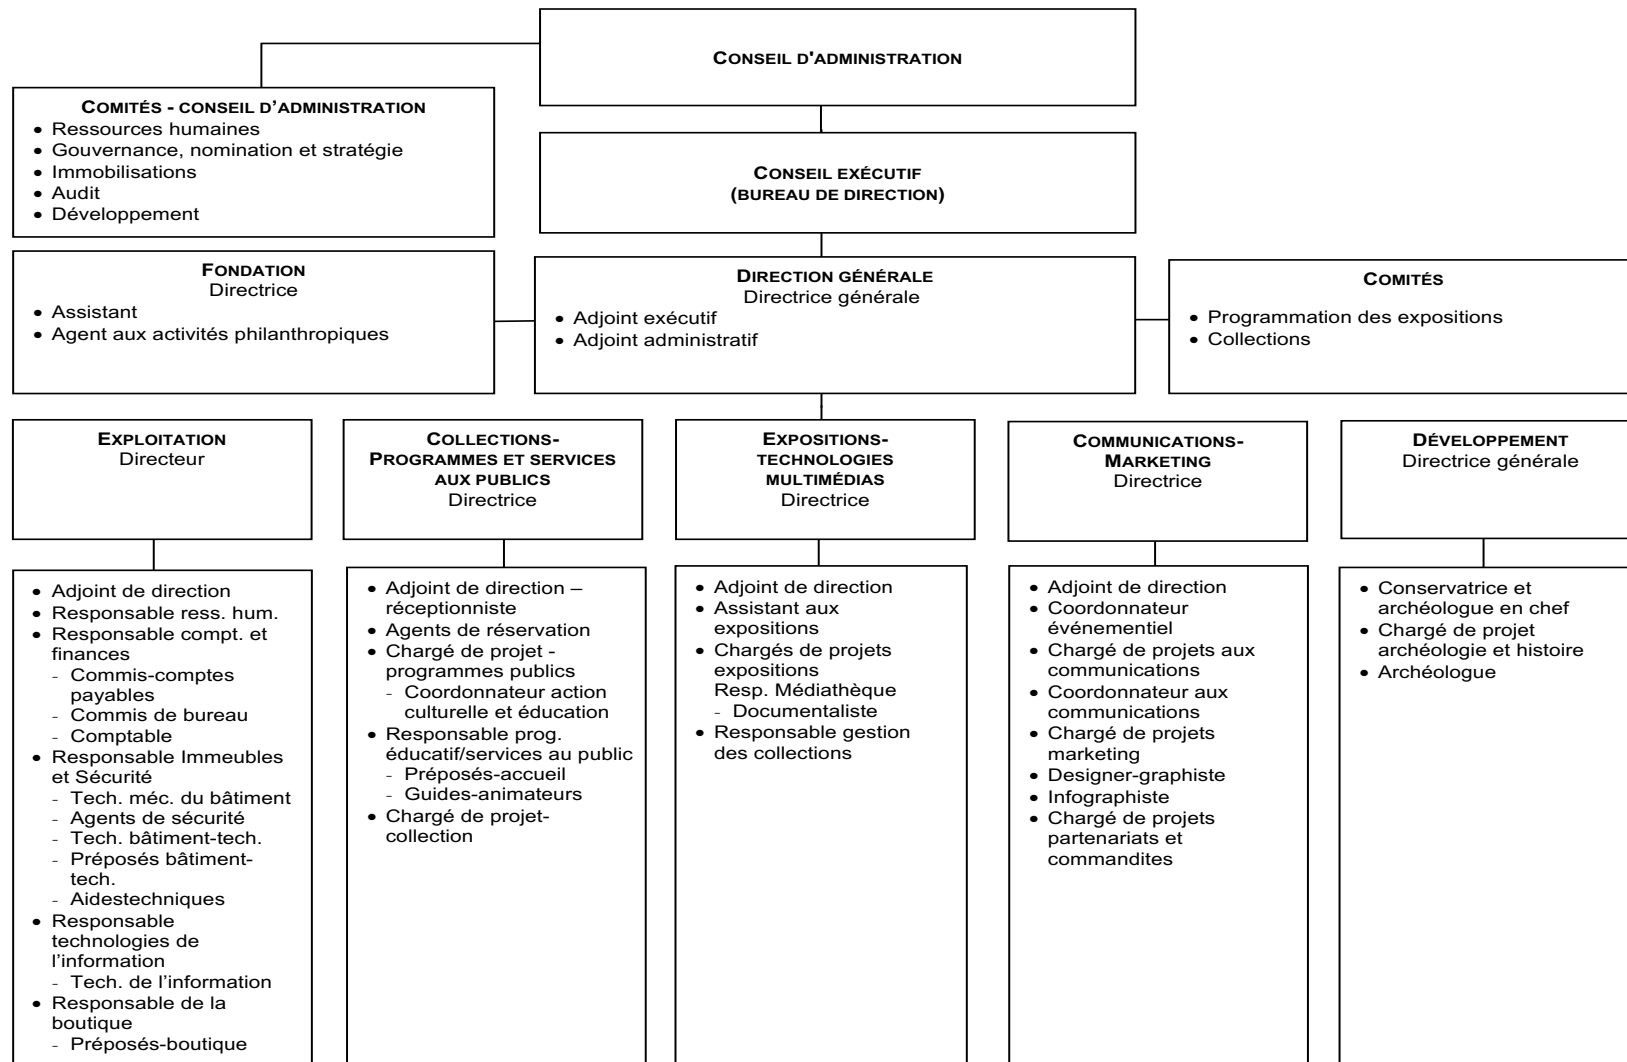 CONSEIL D'ADMINISTRATION
COMITÉS - CONSEIL D’ADMINISTRATION
• Ressources humaines
• Gouvernance, nomination et stratégie
• Immobilisations
• Audit
• Développement
CONSEIL EXÉCUTIF
(BUREAU DE DIRECTION)
FONDATION
Directrice
• Assistant
• Agent aux activités philanthropiques
DIRECTION GÉNÉRALE
Directrice générale
• Adjoint exécutif
• Adjoint administratif
COMITÉS
• Programmation des expositions
• Collections
EXPLOITATION
Directeur
COLLECTIONS-
PROGRAMMES ET SERVICES
AUX PUBLICS
Directrice
EXPOSITIONS-
TECHNOLOGIES
MULTIMÉDIAS
Directrice
COMMUNICATIONS-
MARKETING
Directrice
DÉVELOPPEMENT
Directrice générale
• Adjoint de direction
• Responsable ress. hum.
• Responsable compt. et
finances
- Commis-comptes
payables
- Commis de bureau
- Comptable
• Responsable Immeubles
et Sécurité
- Tech. méc. du bâtiment
- Agents de sécurité
- Tech. bâtiment-tech.
- Préposés bâtiment-
tech.
- Aidestechniques
• Responsable
technologies de
l’information
- Tech. de l’information
• Responsable de la
boutique
- Préposés-boutique
• Adjoint de direction –
réceptionniste
• Agents de réservation
• Chargé de projet -
programmes publics
- Coordonnateur action
culturelle et éducation
• Responsable prog.
éducatif/services au public
- Préposés-accueil
- Guides-animateurs
• Chargé de projet-
collection
• Adjoint de direction
• Assistant aux
expositions
• Chargés de projets
expositions
Resp. Médiathèque
- Documentaliste
• Responsable gestion
des collections
• Adjoint de direction
• Coordonnateur
événementiel
• Chargé de projets aux
communications
• Coordonnateur aux
communications
• Chargé de projets
marketing
• Designer-graphiste
• Infographiste
• Chargé de projets
partenariats et
commandites
• Conservatrice et
archéologue en chef
• Chargé de projet
archéologie et histoire
• Archéologue